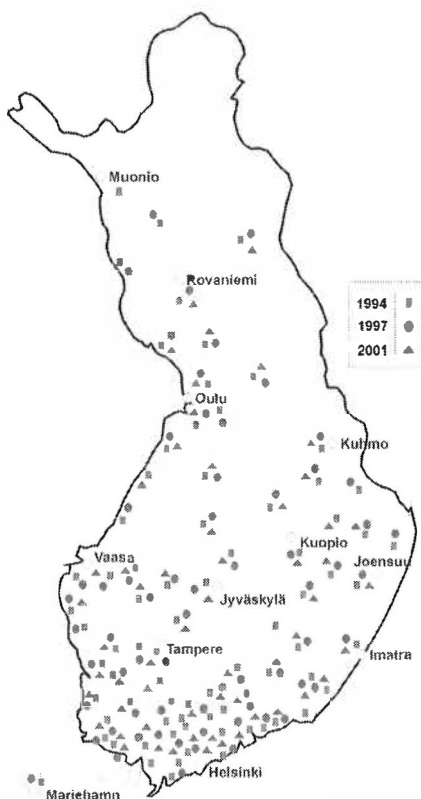 Muonio
Rovaniemi
1994
1997
2001
Oulu
Kuhmo
Vaasa
Kuopio
Joensuu
Jyväskylä
Tampere
Imatra
Helsinki
Mariehamn